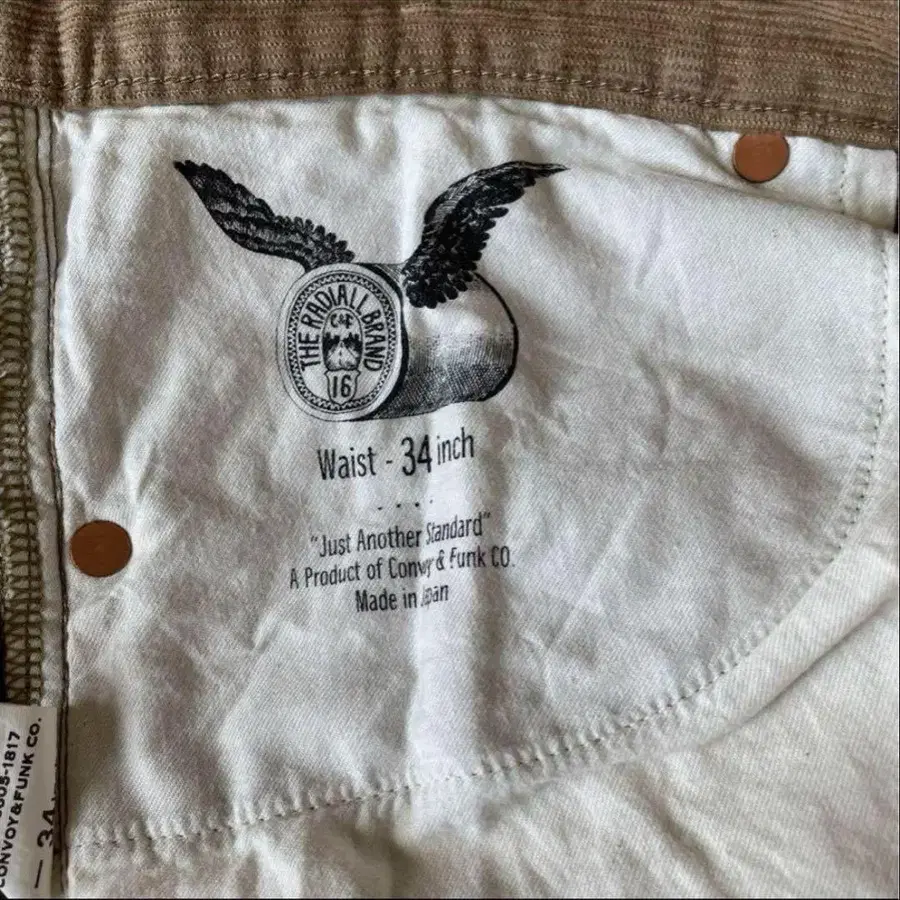 THE RADIALL BRAND
C&F
16
Waist - 34 inch
"Just Another Standard"
A Product of Convoy & Funk CO.
Made in Japan
-1817
CONVOY&FUNK CO.
— 34